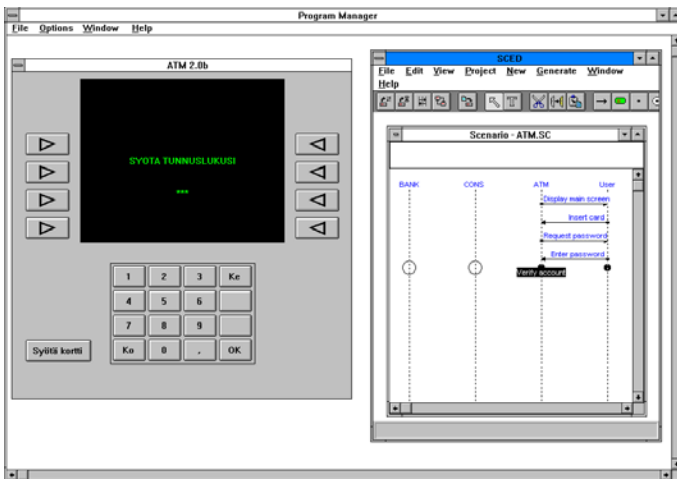 Program Manager
File Options Window Help
ATM 2.0b
SYOTA TUNNUSLUKUSI
***
1 2 3 Ke
4 5 6
7 8 9
Syötä kortti
Ko 0 , OK
SCED
File Edit View Project New Generate Window
Help
T
Scenario - ATM.SC
BANK CONS ATM User
Display main screen
Insert card
Request password
Enter password
Verify account